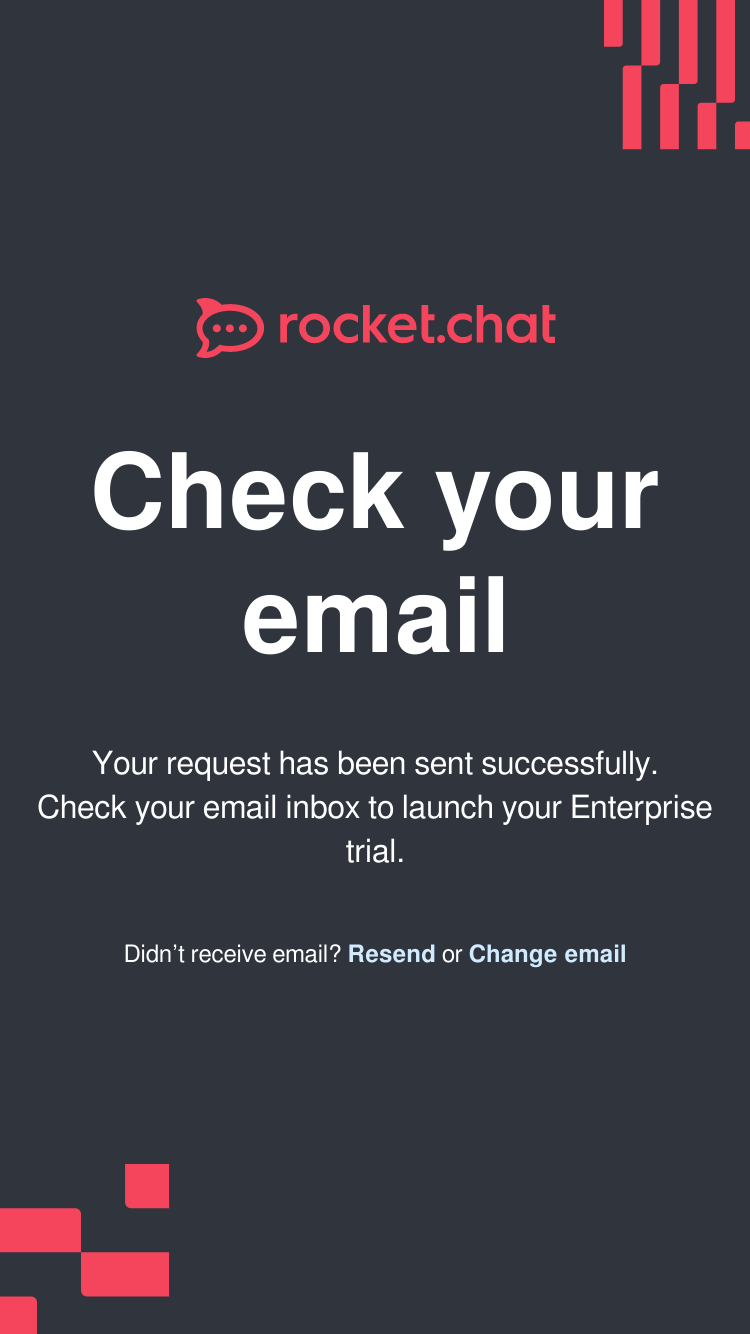 rocket.chat
Check your
email
Your request has been sent successfully.
Check your email inbox to launch your Enterprise
trial.
Didn’t receive email? Resend or Change email